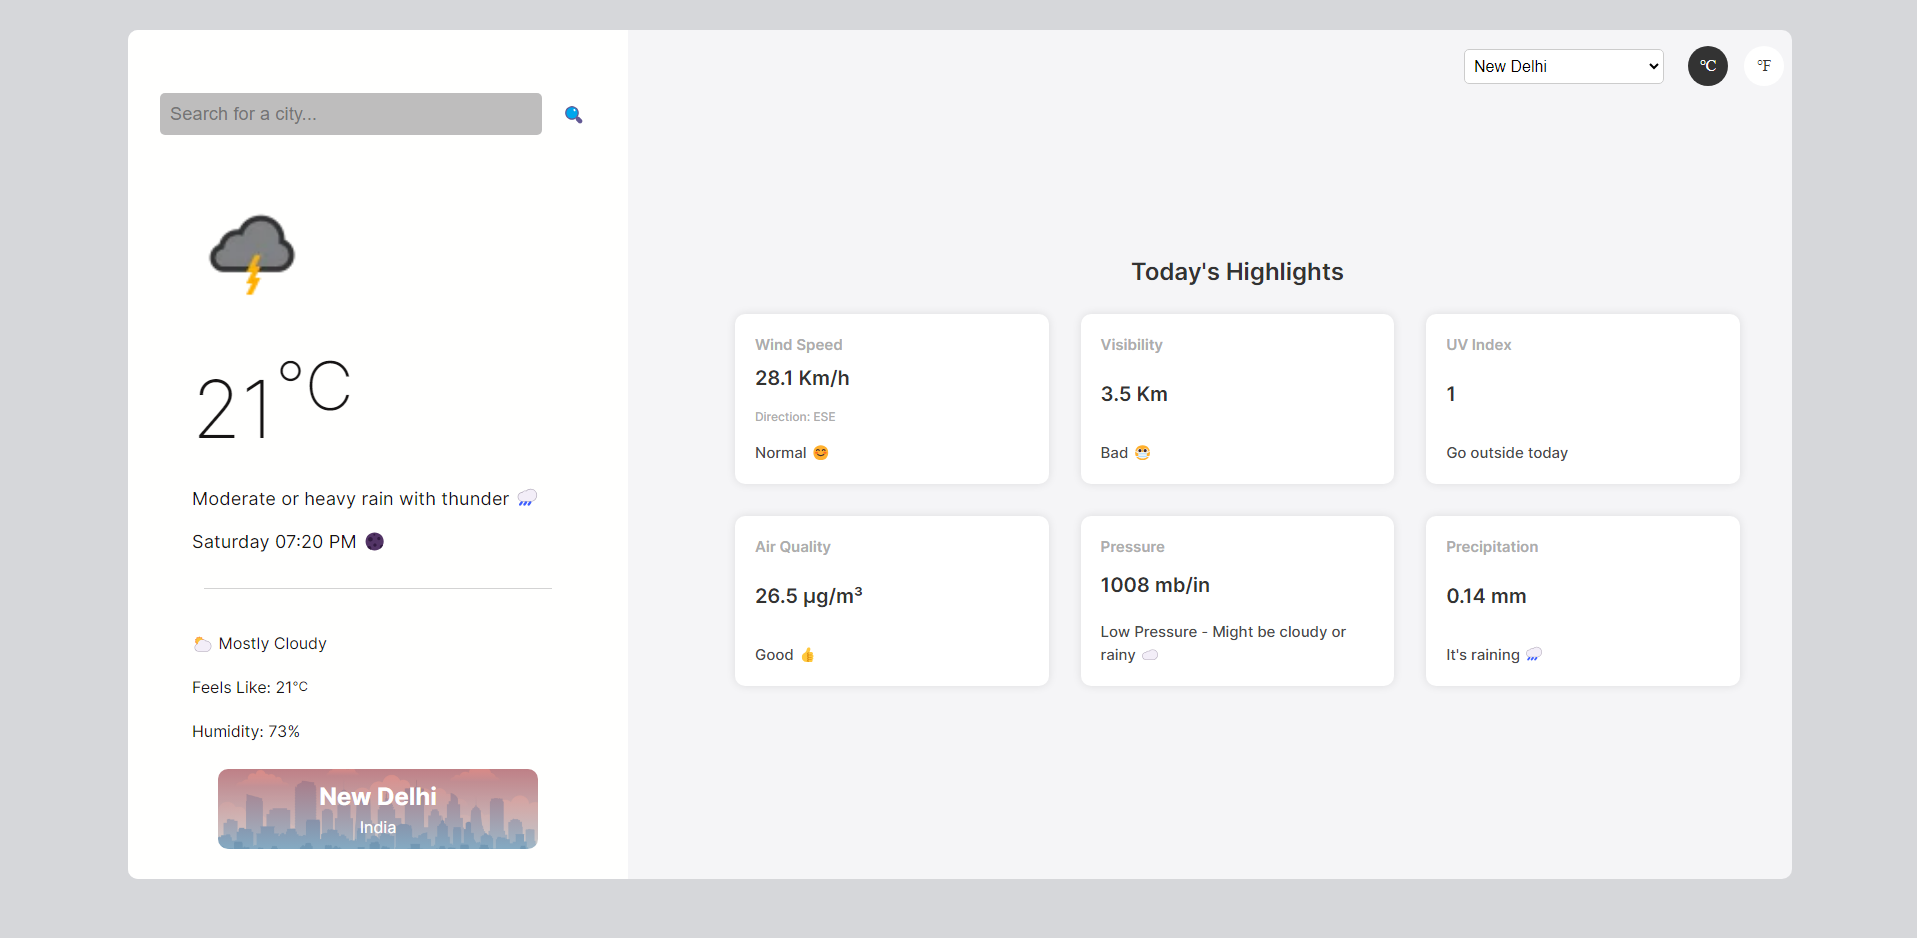 Search for a city...
New Delhi
°C
°F
21°C
Moderate or heavy rain with thunder 🌧️
Saturday 07:20 PM 🌑
🌥️ Mostly Cloudy
Feels Like: 21°C
Humidity: 73%
New Delhi
India
Today's Highlights
Wind Speed
28.1 Km/h
Direction: ESE
Normal 😊
Visibility
3.5 Km
Bad 😷
UV Index
1
Go outside today
Air Quality
26.5 µg/m³
Good 👍
Pressure
1008 mb/in
Low Pressure - Might be cloudy or
rainy ☁️
Precipitation
0.14 mm
It's raining 🌧️